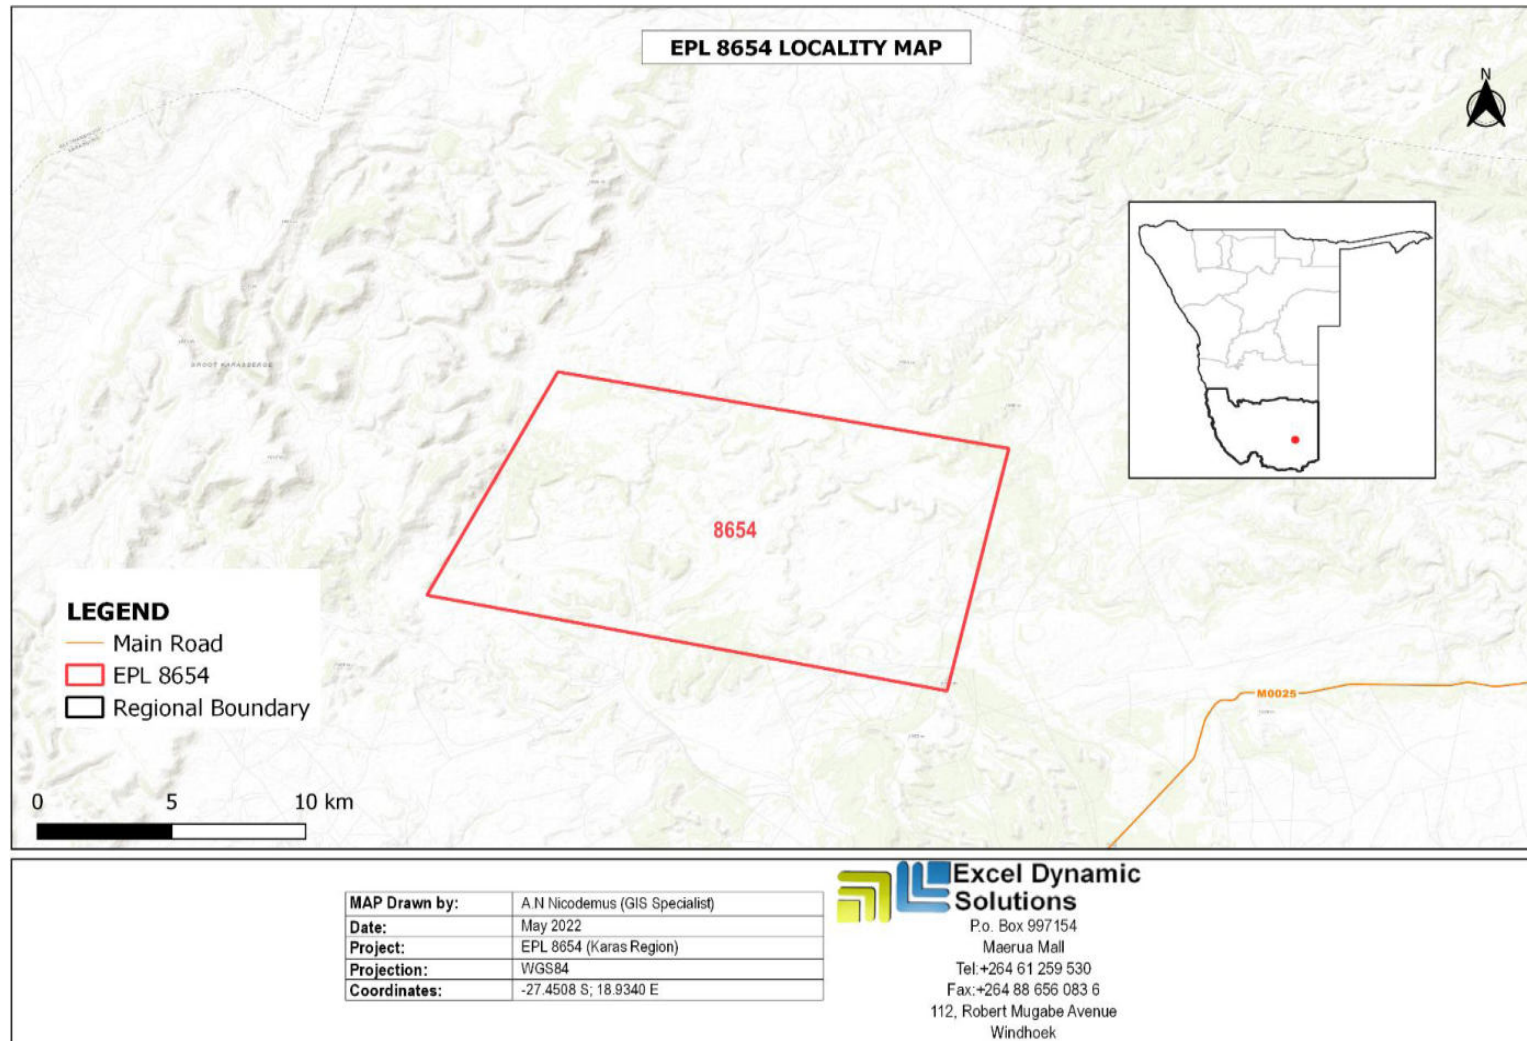 EPL 8654 LOCALITY MAP
N
GROOT KARASBERGE
8654
LEGEND
Main Road
EPL 8654
Regional Boundary
M0025
0 5 10 km
MAP Drawn by: A.N Nicodemus (GIS Specialist)
Date: May 2022
Project: EPL 8654 (Karas Region)
Projection: WGS84
Coordinates: -27.4508 S; 18.9340 E
Excel Dynamic
Solutions
P.o. Box 997154
Maerua Mall
Tel:+264 61 259 530
Fax:+264 88 656 083 6
112, Robert Mugabe Avenue
Windhoek